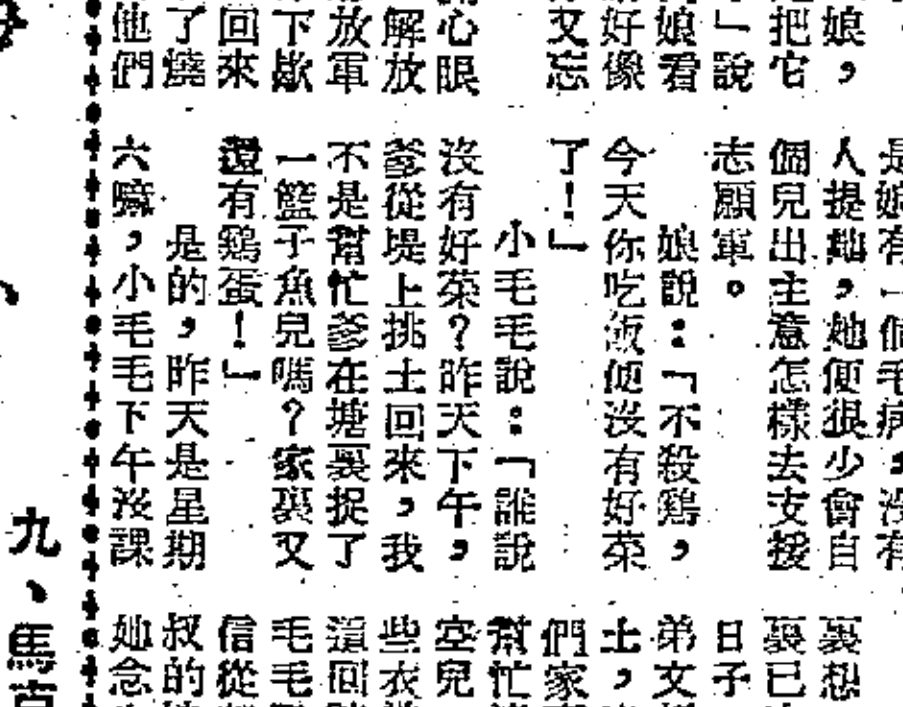 娘，
把它
」說
娘看
好像
又忘
心眼
解放
放軍
下歇
回來
了燒
他們
是娘有一個毛病，沒有
人提醒，她便很少會自
個兒出主意怎樣去支援
志願軍。
娘說：「不殺鷄，
今天你吃飯便沒有好菜
了！」
小毛毛說：「誰說
沒有好菜？昨天下午，
爹從堤上挑土回來，我
不是幫忙爹在塘裏捉了
一籃子魚兒嗎？家裏又
還有鷄蛋！」
是的，昨天是星期
六嘛，小毛毛下午沒課
裏想
裏已
日子
弟女
土，
們家
幫忙
空兒
些衣
這回
毛毛
信從
叔的
她念
九、馬克